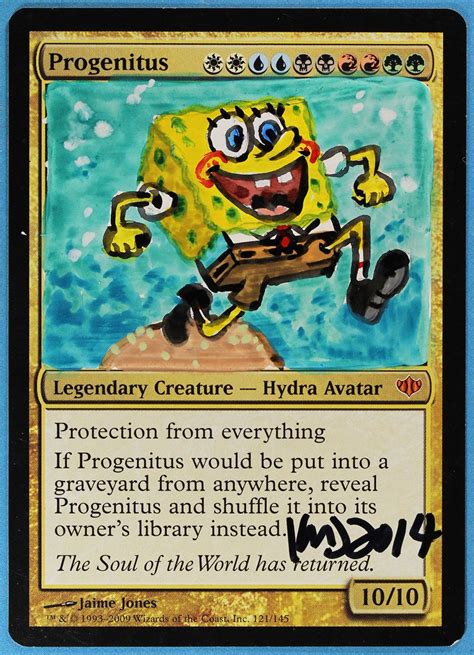 Progenitus
Legendary Creature — Hydra Avatar
Protection from everything
If Progenitus would be put into a
graveyard from anywhere, reveal
Progenitus and shuffle it into its
owner's library instead.
2014
The Soul of the World has returned.
Jaime Jones
10/10
™ & © 1993–2009 Wizards of the Coast, Inc. 121/145